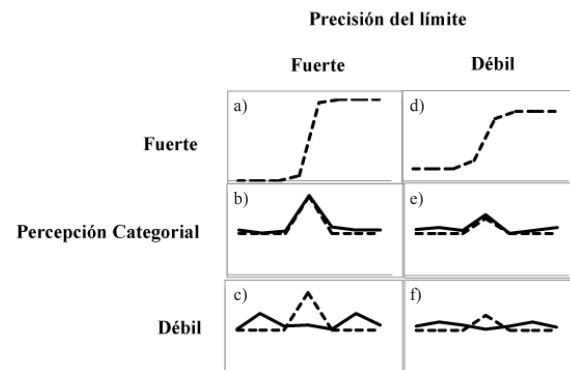 Precisión del límite
Fuerte Débil
a) d)
Fuerte
b) e)
Percepción Categorial
c) f)
Débil